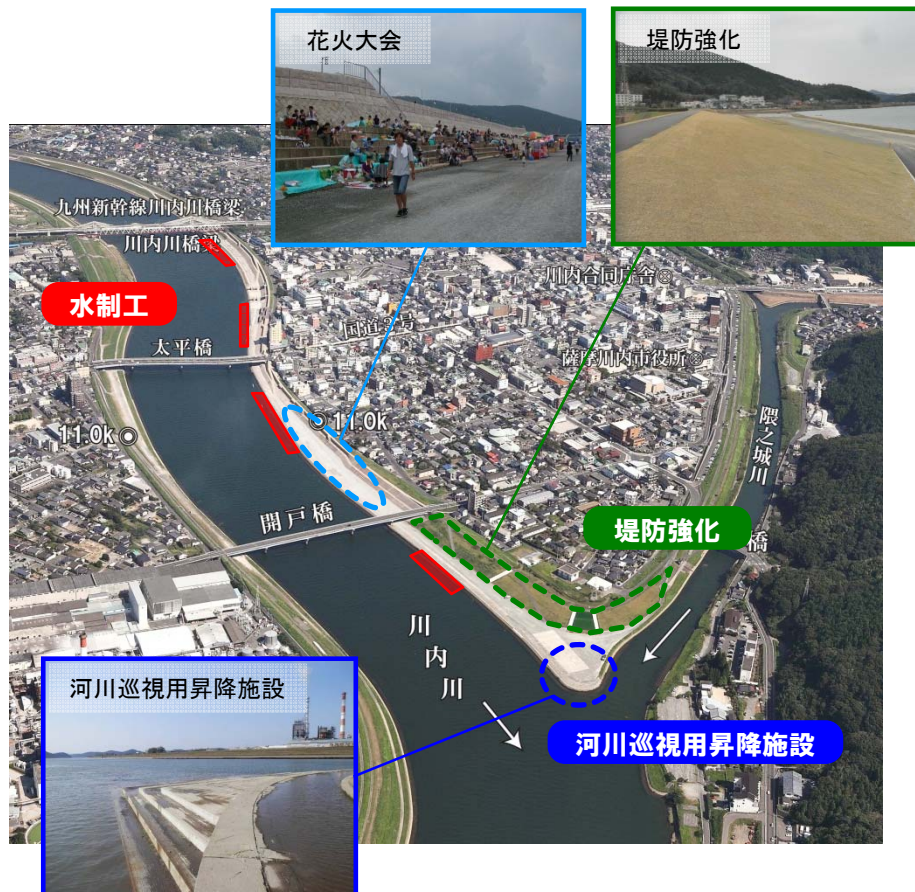 花火大会
堤防強化
九州新幹線川内川橋梁
川内川橋梁
川内合同庁舎◎
水制工
国道3号
太平橋
薩摩川内市役所◎
11.0k◎
◎11.0k
隈之城川
開戸橋
堤防強化
橋
川内川
河川巡視用昇降施設
河川巡視用昇降施設